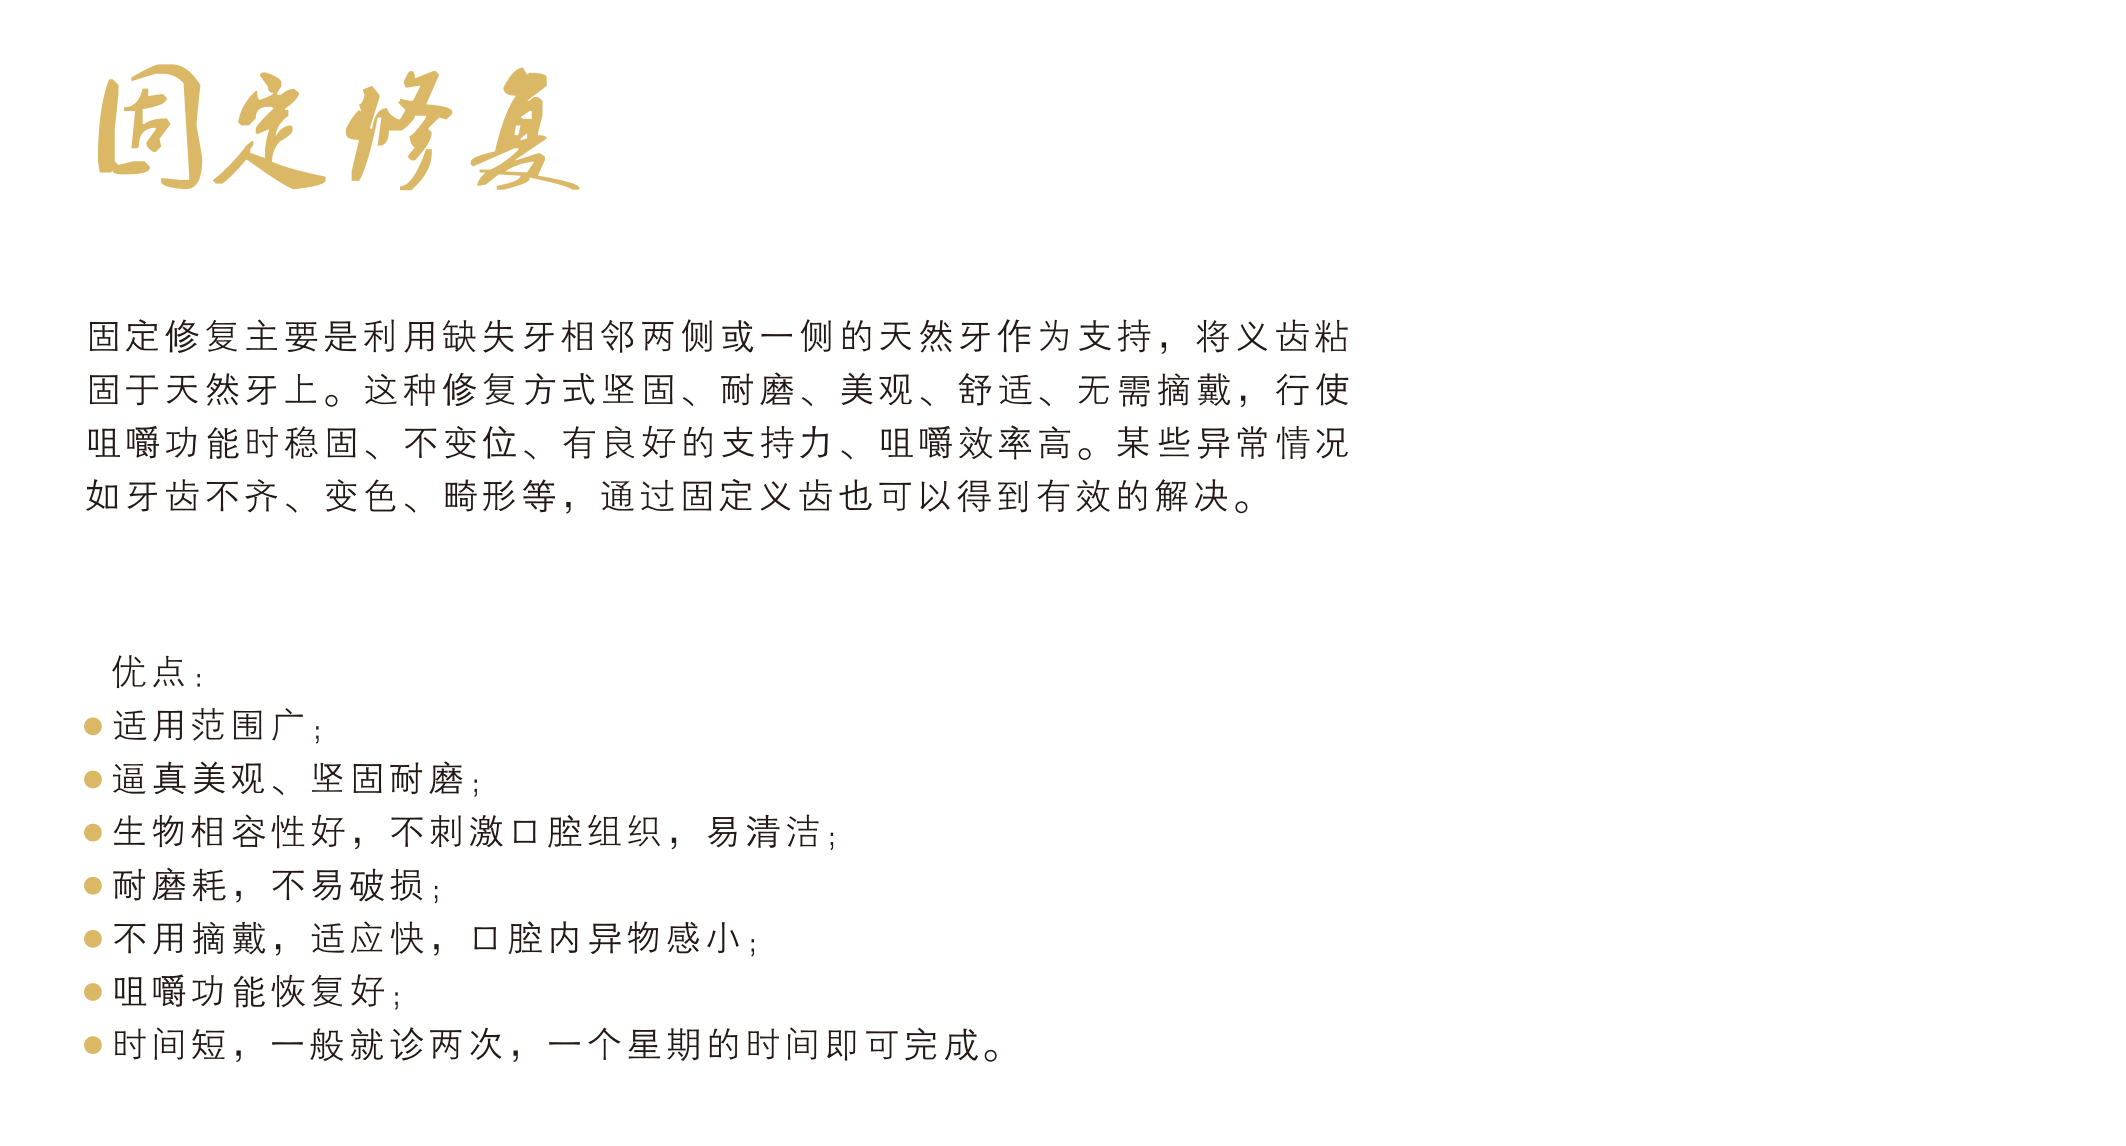 固定修复
固定修复主要是利用缺失牙相邻两侧或一侧的天然牙作为支持，将义齿粘
固于天然牙上。这种修复方式坚固、耐磨、美观、舒适、无需摘戴，行使
咀嚼功能时稳固、不变位、有良好的支持力、咀嚼效率高。某些异常情况
如牙齿不齐、变色、畸形等，通过固定义齿也可以得到有效的解决。
优点：
●适用范围广；
●逼真美观、坚固耐磨；
●生物相容性好，不刺激口腔组织，易清洁；
●耐磨耗，不易破损；
●不用摘戴，适应快，口腔内异物感小；
●咀嚼功能恢复好；
●时间短，一般就诊两次，一个星期的时间即可完成。